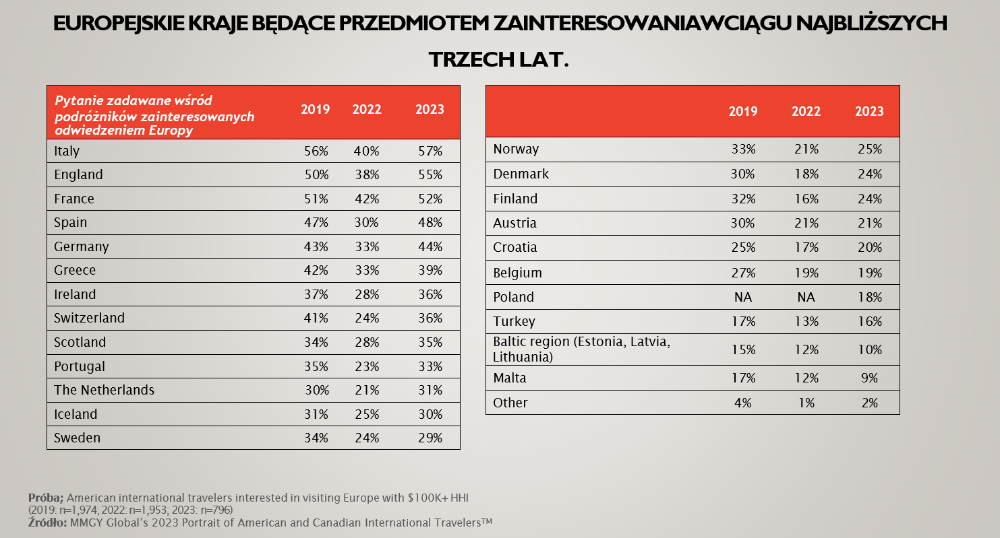 EUROPEJSKIE KRAJE BĘDĄCE PRZEDMIOTEM ZAINTERESOWANIAWCIĄGU NAJBLIŻSZYCH
TRZECH LAT.
Pytanie zadawane wśród
podróżników zainteresowanych
odwiedzeniem Europy
2019 2022 2023
Italy 56% 40% 57%
England 50% 38% 55%
France 51% 42% 52%
Spain 47% 30% 48%
Germany 43% 33% 44%
Greece 42% 33% 39%
Ireland 37% 28% 36%
Switzerland 41% 24% 36%
Scotland 34% 28% 35%
Portugal 35% 23% 33%
The Netherlands 30% 21% 31%
Iceland 31% 25% 30%
Sweden 34% 24% 29%
2019 2022 2023
Norway 33% 21% 25%
Denmark 30% 18% 24%
Finland 32% 16% 24%
Austria 30% 21% 21%
Croatia 25% 17% 20%
Belgium 27% 19% 19%
Poland NA NA 18%
Turkey 17% 13% 16%
Baltic region (Estonia, Latvia,
Lithuania) 15% 12% 10%
Malta 17% 12% 9%
Other 4% 1% 2%
Próba; American international travelers interested in visiting Europe with $100K+ HHI
(2019: n=1,974; 2022: n=1,953; 2023: n=796)
Źródło: MMGY Global's 2023 Portrait of American and Canadian International Travelers™